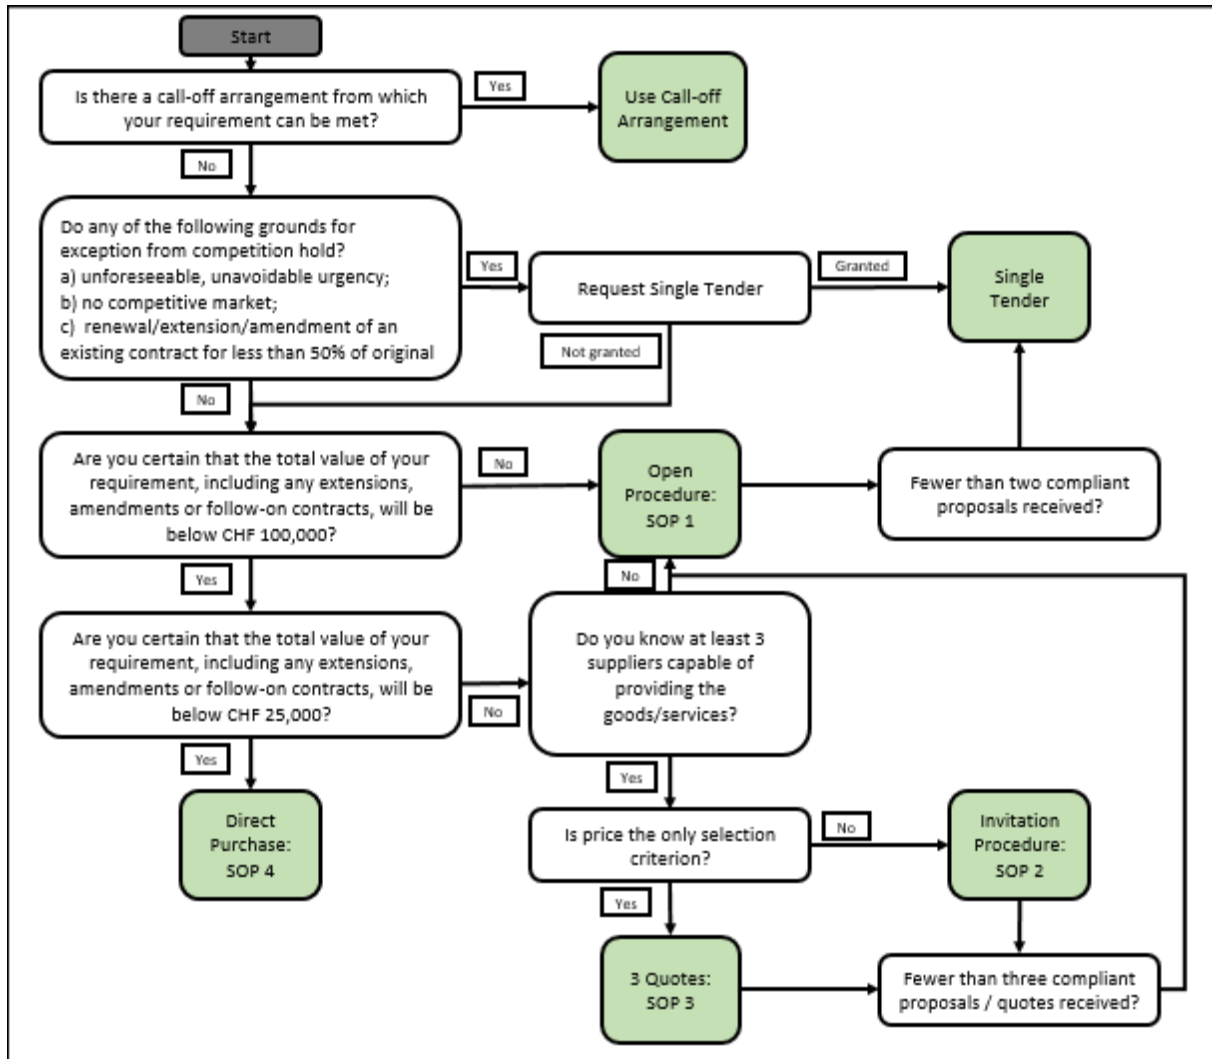 Start
Is there a call-off arrangement from which
your requirement can be met?
Yes
Use Call-off
Arrangement
No
Do any of the following grounds for
exception from competition hold?
a) unforeseeable, unavoidable urgency;
b) no competitive market;
c) renewal/extension/amendment of an
existing contract for less than 50% of original
Yes
Request Single Tender
Granted
Single
Tender
Not granted
No
Are you certain that the total value of your
requirement, including any extensions,
amendments or follow-on contracts, will be
below CHF 100,000?
No
Open
Procedure:
SOP 1
Fewer than two compliant
proposals received?
Yes
No
Are you certain that the total value of your
requirement, including any extensions,
amendments or follow-on contracts, will be
below CHF 25,000?
No
Do you know at least 3
suppliers capable of
providing the
goods/services?
Yes
Yes
Direct
Purchase:
SOP 4
Is price the only selection
criterion?
No
Invitation
Procedure:
SOP 2
Yes
3 Quotes:
SOP 3
Fewer than three compliant
proposals / quotes received?